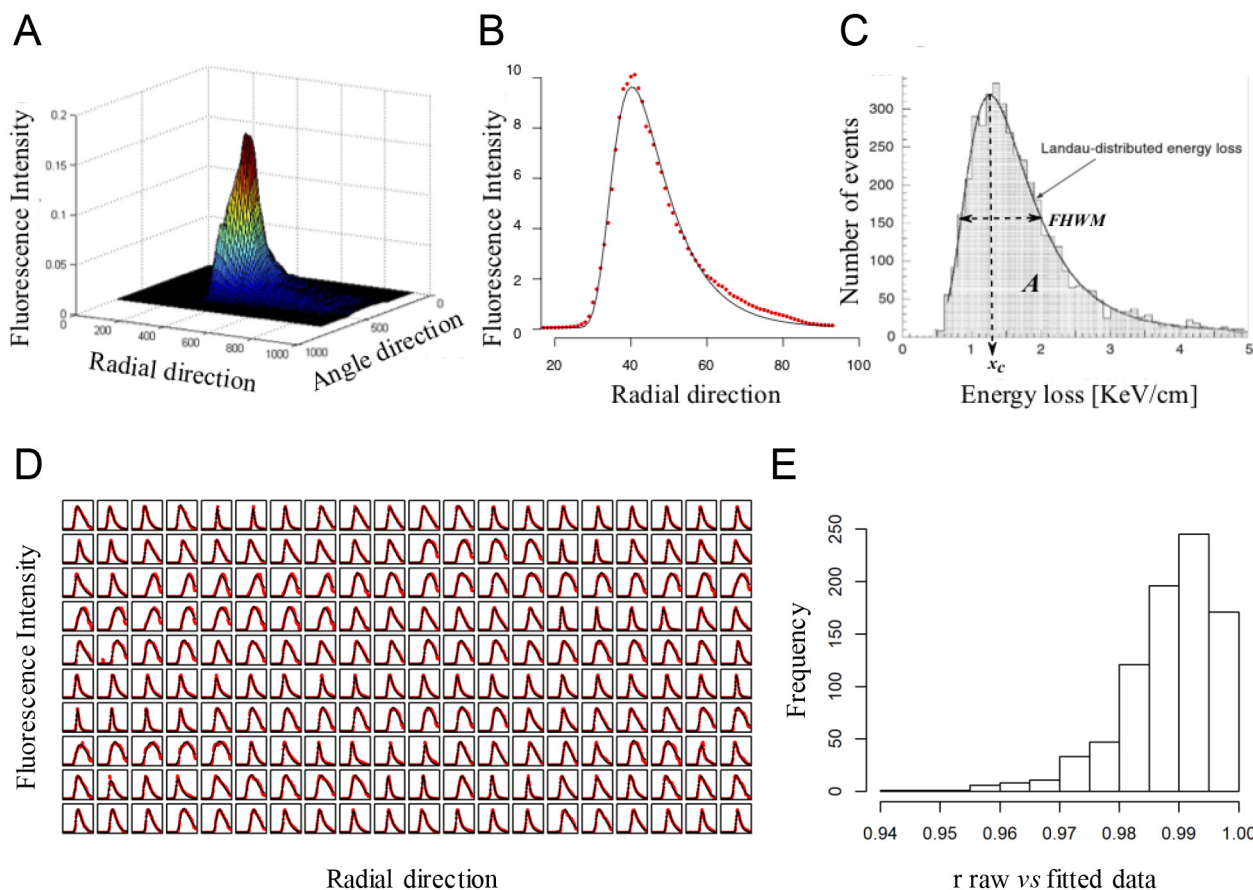 A
Fluorescence Intensity
0.2
0.15
0.1
0.05
0
0
200
400
600
800
1000
1000
500
0
Radial direction
Angle direction
B
Fluorescence Intensity
10
8
6
4
2
0
20 40 60 80 100
Radial direction
C
Number of events
300
250
200
150
100
50
0
Landau-distributed energy loss
FHWM
A
0 1 2 3 4 5
xc
Energy loss [KeV/cm]
D
Fluorescence Intensity
Radial direction
E
Frequency
250
200
150
100
50
0
0.94 0.95 0.96 0.97 0.98 0.99 1.00
r raw vs fitted data